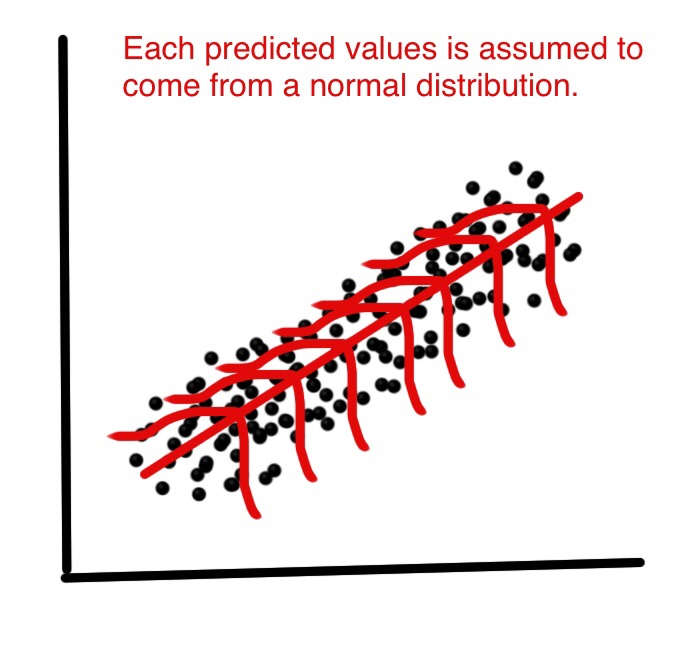 Each predicted values is assumed to
come from a normal distribution.